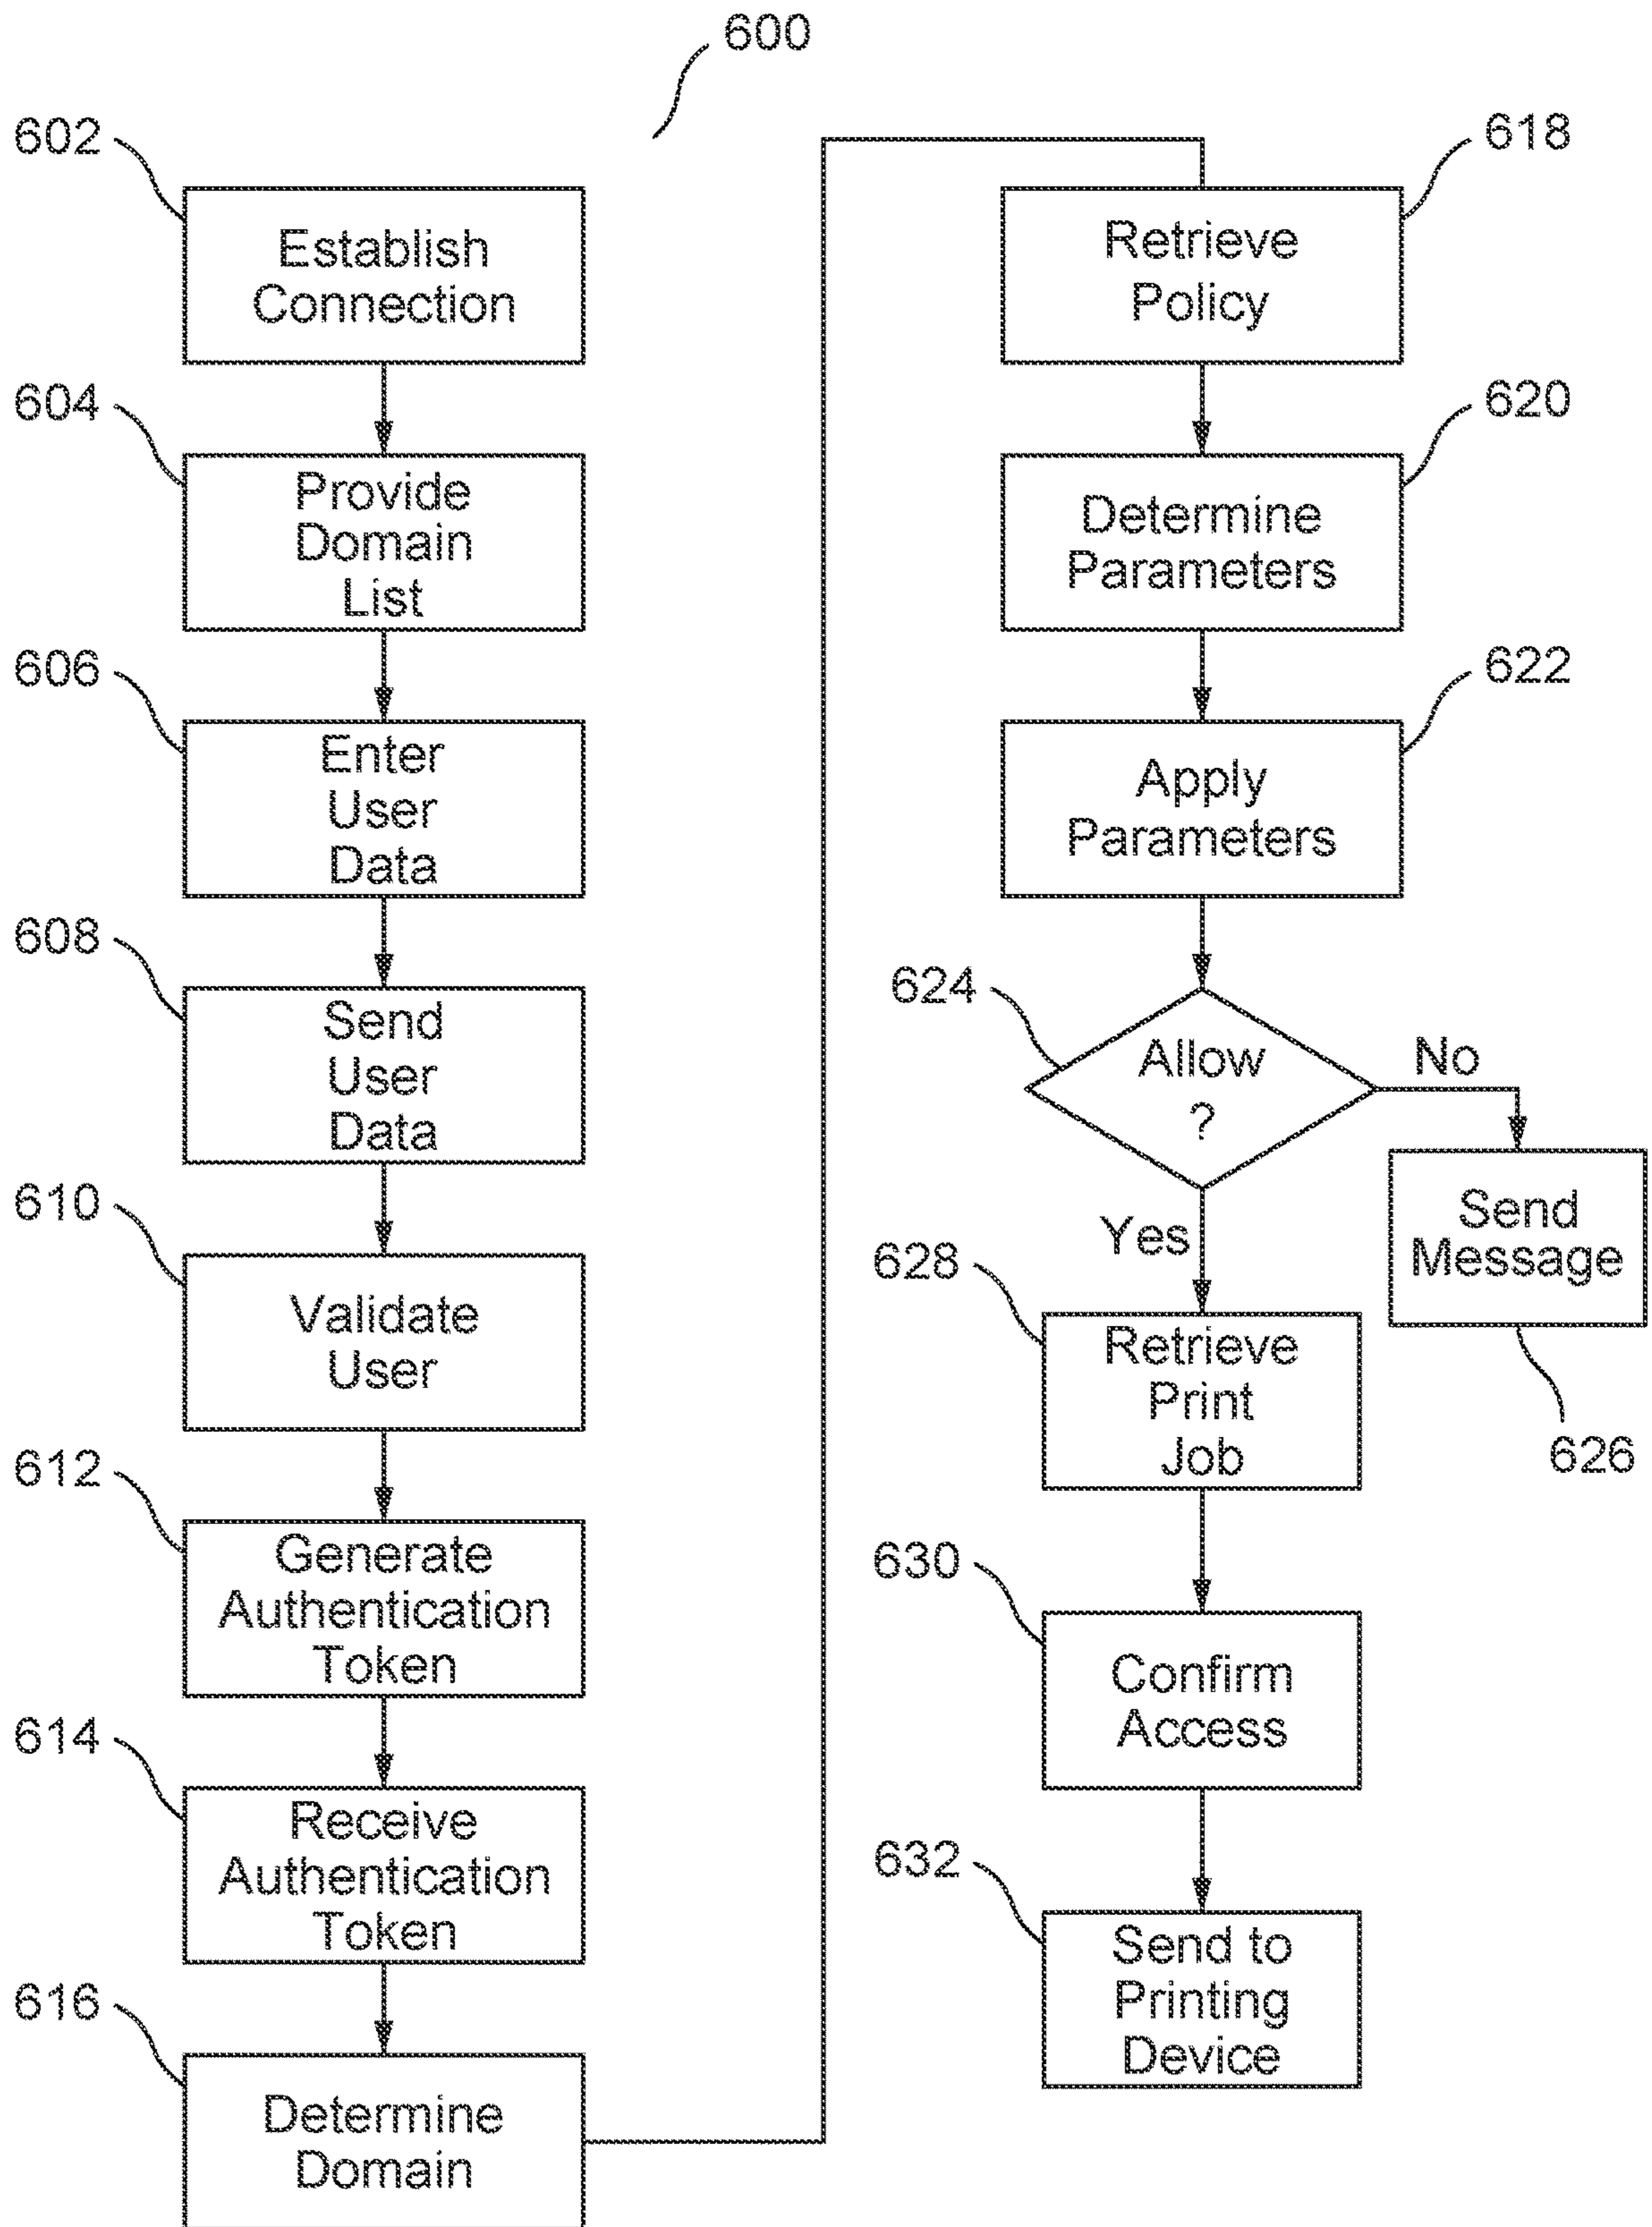 600
602
Establish
Connection
604
Provide
Domain
List
606
Enter
User
Data
608
Send
User
Data
610
Validate
User
612
Generate
Authentication
Token
614
Receive
Authentication
Token
616
Determine
Domain
618
Retrieve
Policy
620
Determine
Parameters
622
Apply
Parameters
624
Allow
?
No
Send
Message
626
Yes
628
Retrieve
Print
Job
630
Confirm
Access
632
Send to
Printing
Device